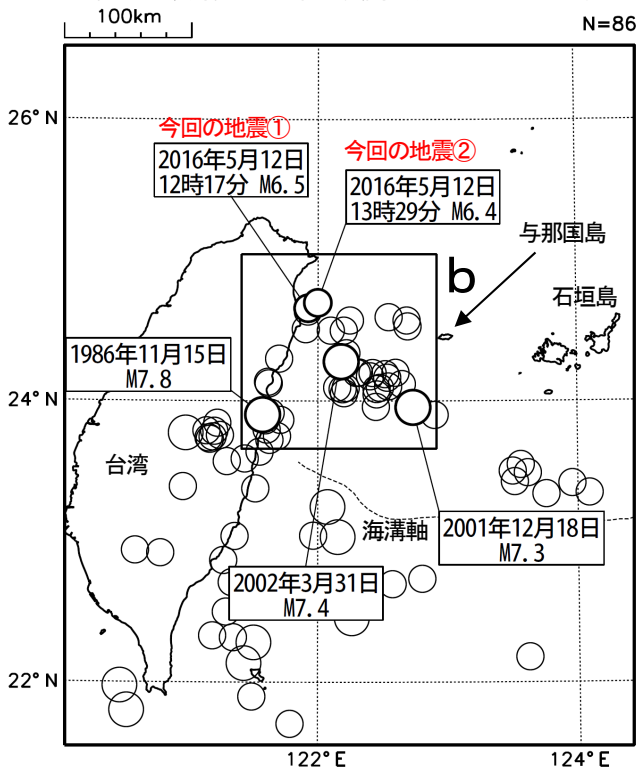 100km
N=86
26°N
今回の地震①
2016年5月12日
12時17分 M6.5
今回の地震②
2016年5月12日
13時29分 M6.4
与那国島
b
石垣島
1986年11月15日
M7.8
24°N
台湾
海溝軸
2001年12月18日
M7.3
2002年3月31日
M7.4
22°N
122°E
124°E